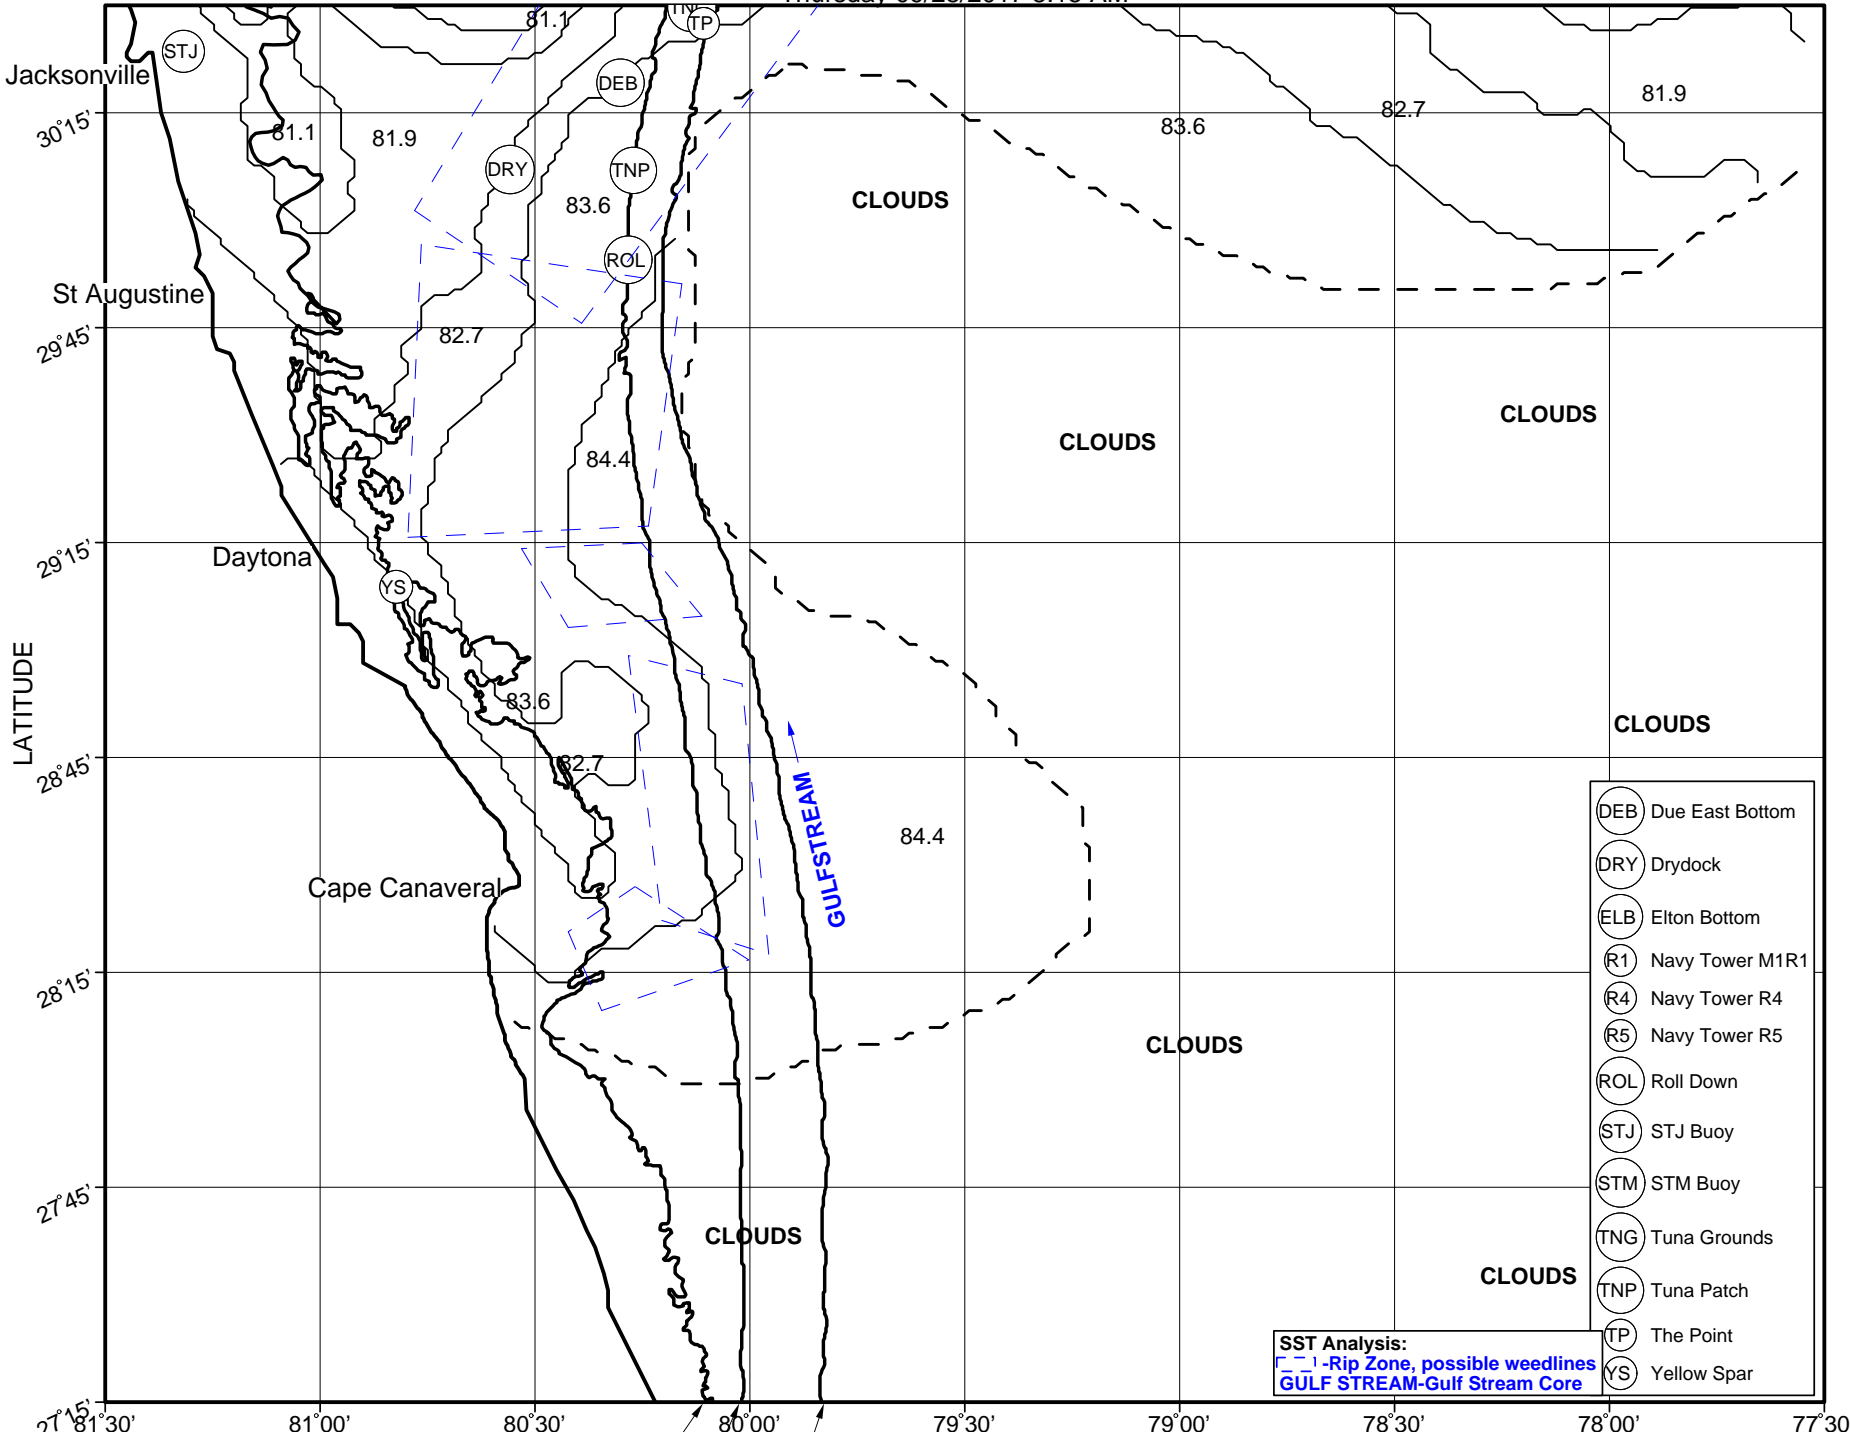 81.1
TP
STJ
Jacksonville
DEB
81.9
82.7
30°15'
81.1
81.9
83.6
DRY
TNP
83.6
CLOUDS
ROL
St Augustine
29°45'
82.7
CLOUDS
CLOUDS
84.4
29°15'
Daytona
YS
LATITUDE
83.6
CLOUDS
28°45'
82.7
GULFSTREAM
84.4
Cape Canaveral
28°15'
CLOUDS
27°45'
CLOUDS
CLOUDS
DEB Due East Bottom
DRY Drydock
ELB Elton Bottom
R1 Navy Tower M1R1
R4 Navy Tower R4
R5 Navy Tower R5
ROL Roll Down
STJ STJ Buoy
STM STM Buoy
TNG Tuna Grounds
TNP Tuna Patch
TP The Point
YS Yellow Spar
SST Analysis:
-Rip Zone, possible weedlines
GULF STREAM-Gulf Stream Core
27°15'
81°30' 81°00' 80°30' 80°00' 79°30' 79°00' 78°30' 78°00' 77°30